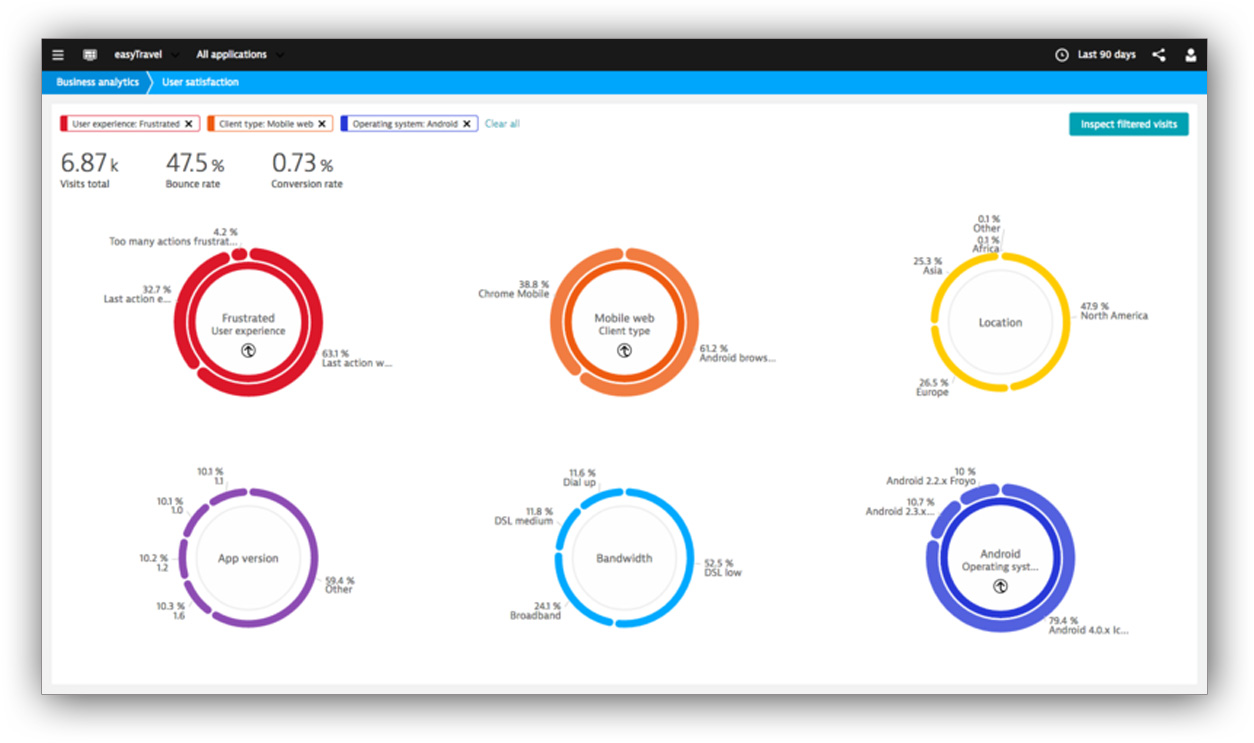 easyTravel
All applications
Last 90 days
Business analytics
User satisfaction
User experience: Frustrated ✕
Client type: Mobile web ✕
Operating system: Android ✕
Clear all
Inspect filtered visits
6.87 k
Visits total
47.5 %
Bounce rate
0.73 %
Conversion rate
4.2 %
Too many actions frustrat...
32.7 %
Last action e...
Frustrated
User experience
63.1 %
Last action w...
38.8 %
Chrome Mobile
Mobile web
Client type
61.2 %
Android brows...
0.1 %
Other
0.1 %
Africa
25.3 %
Asia
47.9 %
North America
Location
26.5 %
Europe
10.1 %
1.1
10.1 %
1.0
10.2 %
1.2
App version
59.4 %
Other
10.3 %
1.6
11.6 %
Dial up
11.8 %
DSL medium
Bandwidth
52.5 %
DSL low
24.1 %
Broadband
10 %
Android 2.2.x Froyo
10.7 %
Android 2.3.x...
Android
Operating syst...
79.4 %
Android 4.0.x Ic...